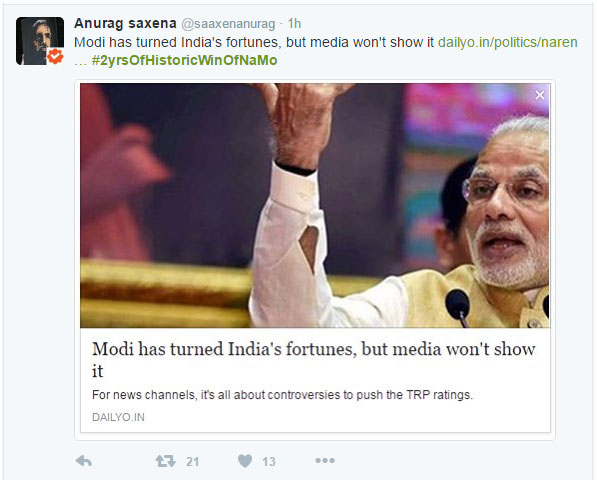 Anurag saxena @saaxenanurag · 1h
Modi has turned India's fortunes, but media won't show it dailyo.in/politics/naren
… #2yrsOfHistoricWinOfNaMo
Modi has turned India's fortunes, but media won't show
it
For news channels, it's all about controversies to push the TRP ratings.
DAILYO.IN
21
13